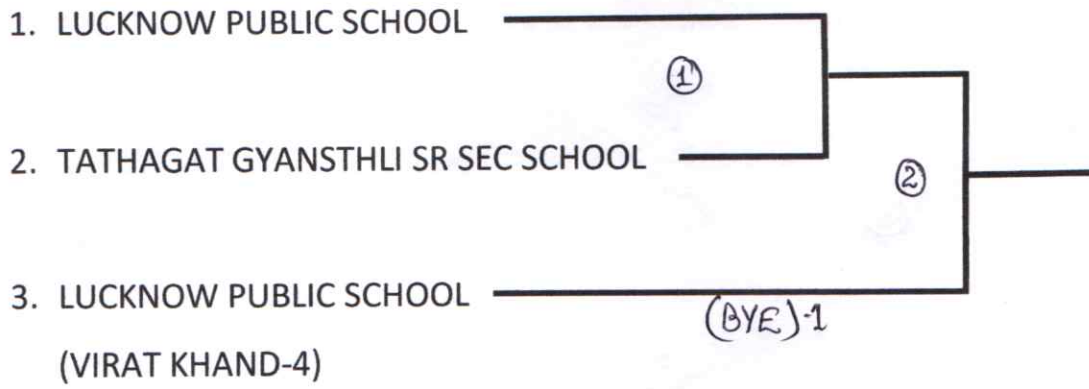 1. LUCKNOW PUBLIC SCHOOL
①
2. TATHAGAT GYANSTHLI SR SEC SCHOOL
②
3. LUCKNOW PUBLIC SCHOOL
(BYE)-1
(VIRAT KHAND-4)